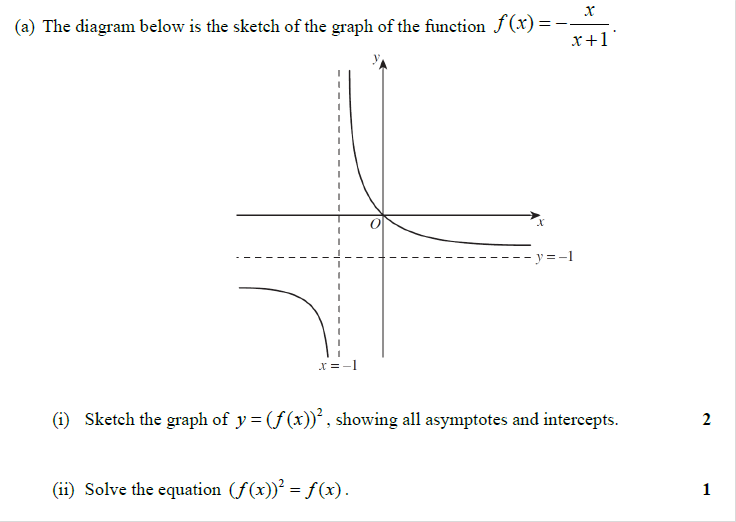 (a) The diagram below is the sketch of the graph of the function f(x) = −x/(x+1).
y
O
x
y = −1
x = −1
(i) Sketch the graph of y = (f(x))², showing all asymptotes and intercepts. 2
(ii) Solve the equation (f(x))² = f(x). 1